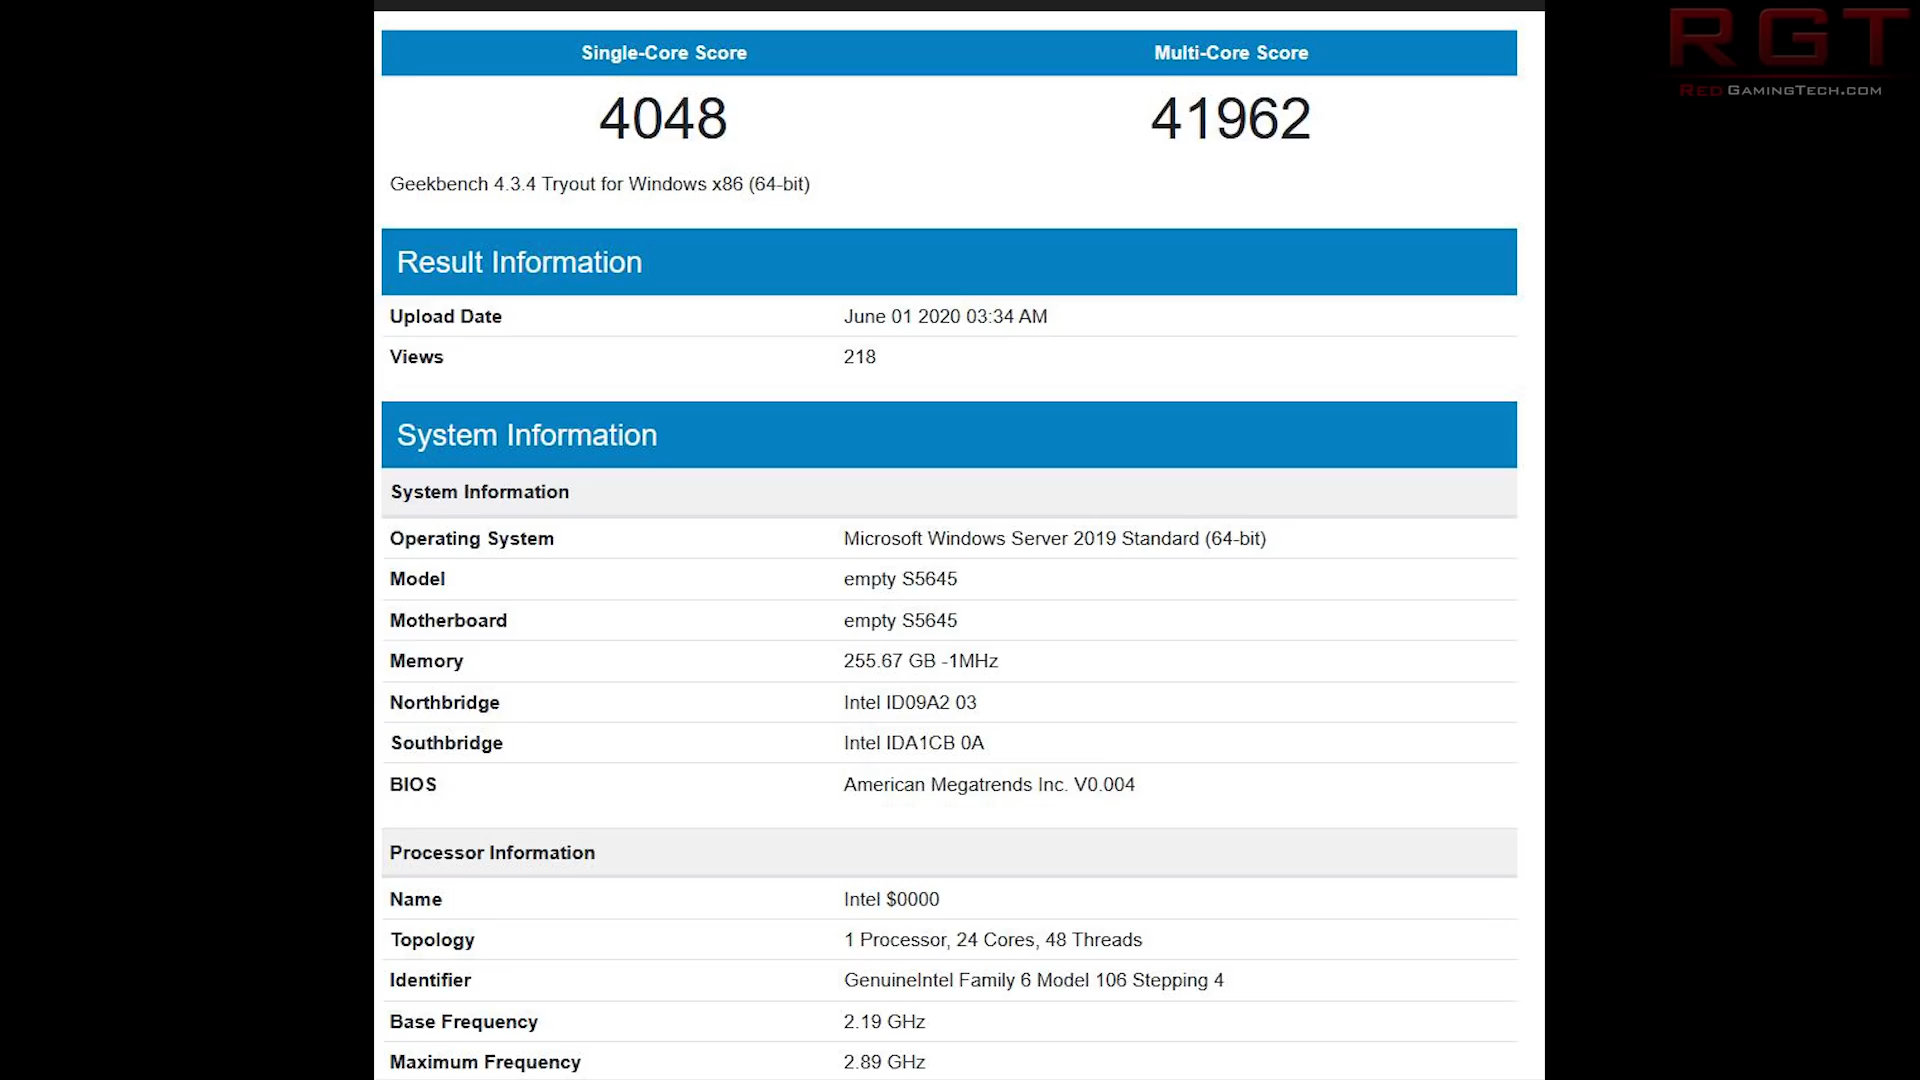 RGT
RedGamingTech.com
Single-Core Score Multi-Core Score
4048 41962
Geekbench 4.3.4 Tryout for Windows x86 (64-bit)
Result Information
Upload Date June 01 2020 03:34 AM
Views 218
System Information
System Information
Operating System Microsoft Windows Server 2019 Standard (64-bit)
Model empty S5645
Motherboard empty S5645
Memory 255.67 GB -1MHz
Northbridge Intel ID09A2 03
Southbridge Intel IDA1CB 0A
BIOS American Megatrends Inc. V0.004
Processor Information
Name Intel $0000
Topology 1 Processor, 24 Cores, 48 Threads
Identifier GenuineIntel Family 6 Model 106 Stepping 4
Base Frequency 2.19 GHz
Maximum Frequency 2.89 GHz